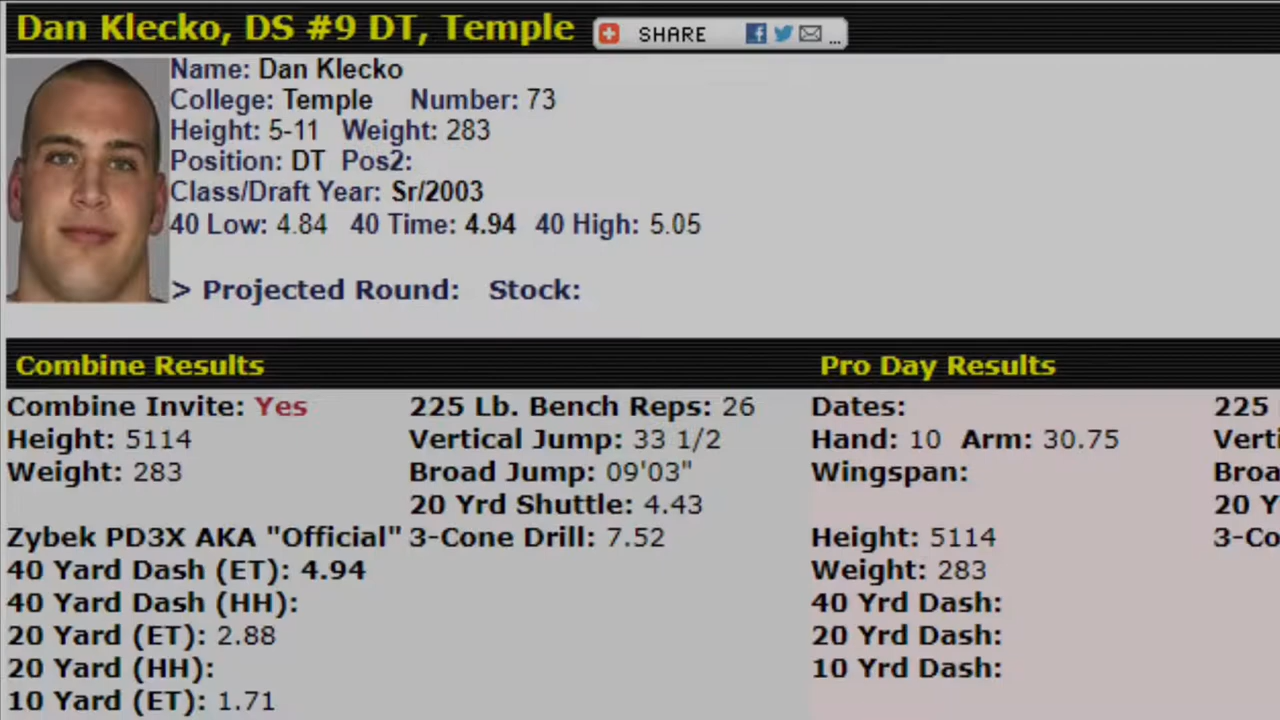 Dan Klecko, DS #9 DT, Temple SHARE ...
Name: Dan Klecko
College: Temple Number: 73
Height: 5-11 Weight: 283
Position: DT Pos2:
Class/Draft Year: Sr/2003
40 Low: 4.84 40 Time: 4.94 40 High: 5.05
> Projected Round: Stock:
Combine Results
Combine Invite: Yes
Height: 5114
Weight: 283
Zybek PD3X AKA "Official"
40 Yard Dash (ET): 4.94
40 Yard Dash (HH):
20 Yard (ET): 2.88
20 Yard (HH):
10 Yard (ET): 1.71
225 Lb. Bench Reps: 26
Vertical Jump: 33 1/2
Broad Jump: 09'03"
20 Yrd Shuttle: 4.43
3-Cone Drill: 7.52
Pro Day Results
Dates:
Hand: 10 Arm: 30.75
Wingspan:
Height: 5114
Weight: 283
40 Yrd Dash:
20 Yrd Dash:
10 Yrd Dash:
225
Verti
Broa
20 Y
3-Co